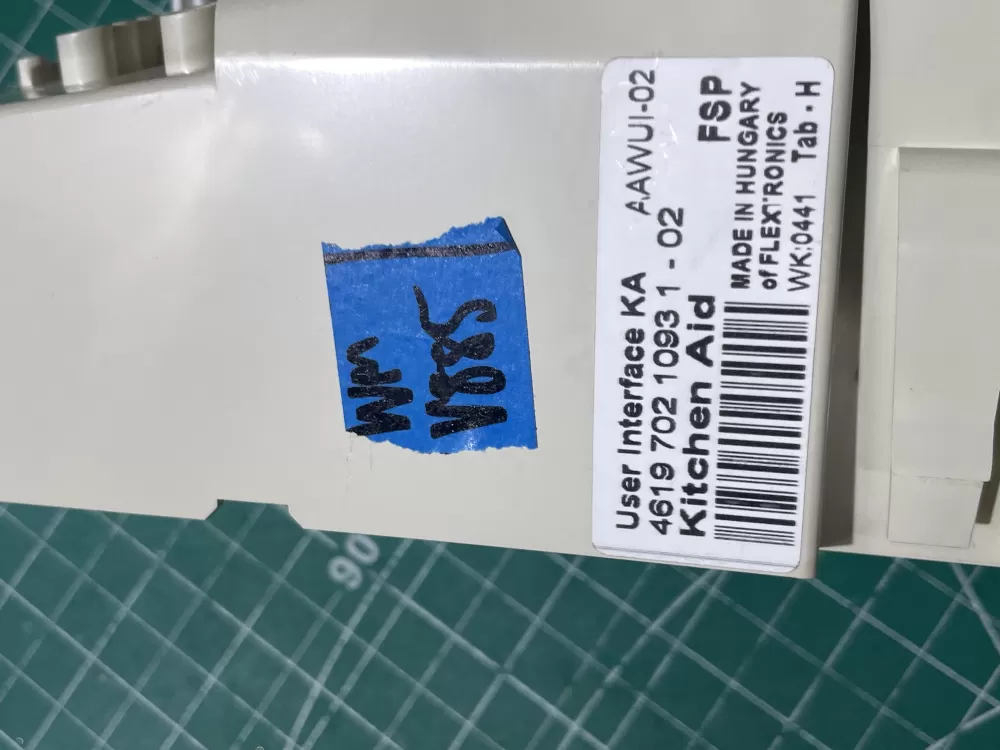 Wm
V885
User Interface KA AAWUI-02
4619 702 1093 1 - 02
Kitchen Aid FSP
MADE IN HUNGARY
of FLEXTRONICS
WK:0441 Tab - H
90